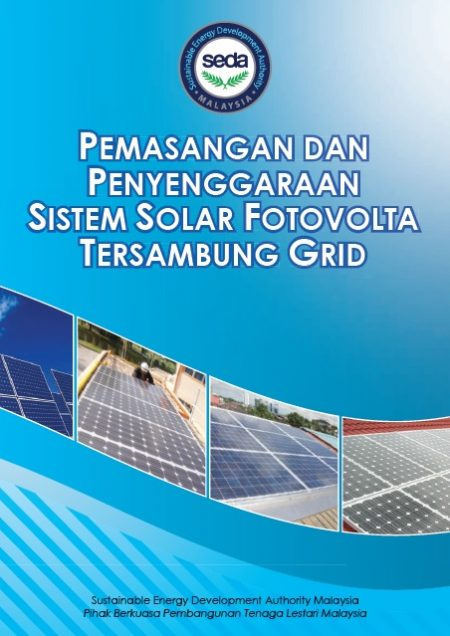 Sustainable Energy Development Authority
seda
• MALAYSIA •
PEMASANGAN DAN
PENYENGGARAAN
SISTEM SOLAR FOTOVOLTA
TERSAMBUNG GRID
Sustainable Energy Development Authority Malaysia
Pihak Berkuasa Pembangunan Tenaga Lestari Malaysia